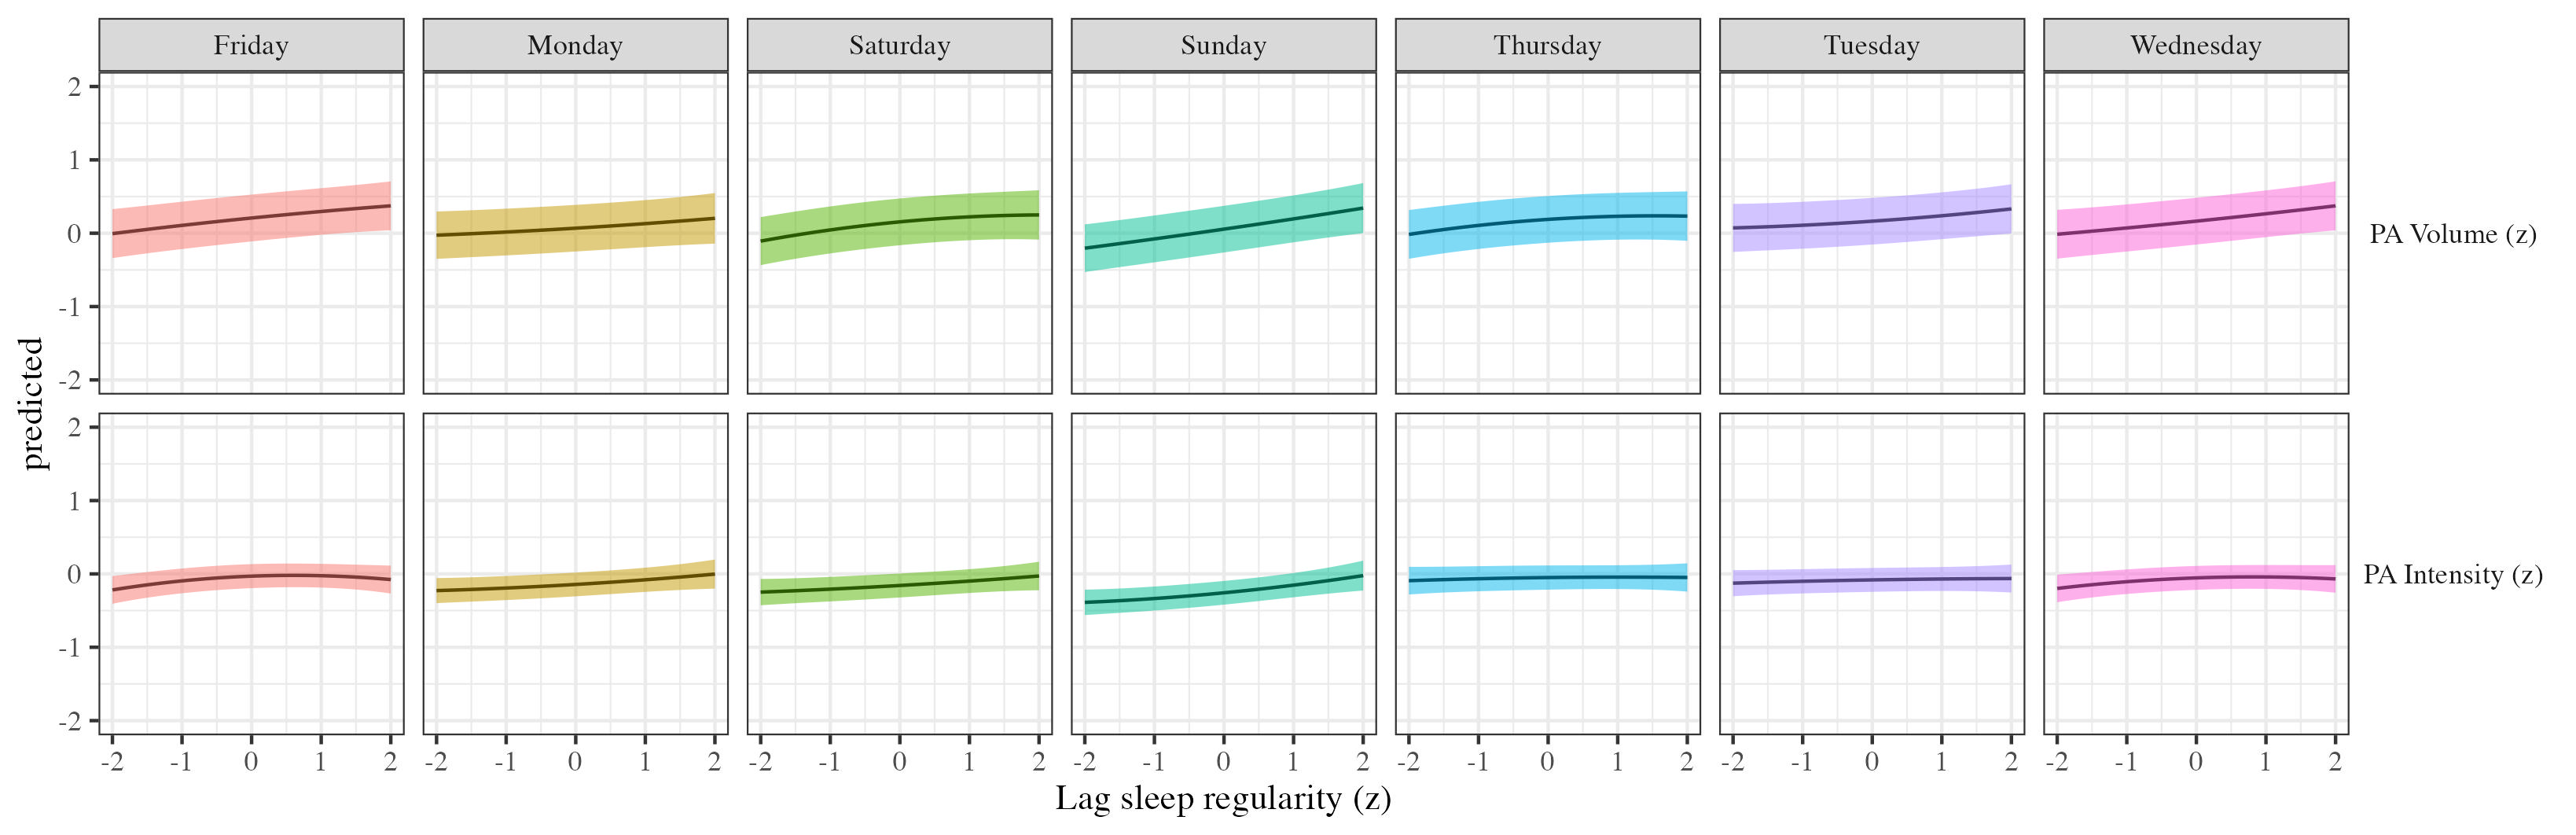 Friday Monday Saturday Sunday Thursday Tuesday Wednesday
2
1
0
-1
-2
PA Volume (z)
predicted
2
1
0
-1
-2
PA Intensity (z)
-2 -1 0 1 2 -2 -1 0 1 2 -2 -1 0 1 2 -2 -1 0 1 2 -2 -1 0 1 2 -2 -1 0 1 2 -2 -1 0 1 2
Lag sleep regularity (z)